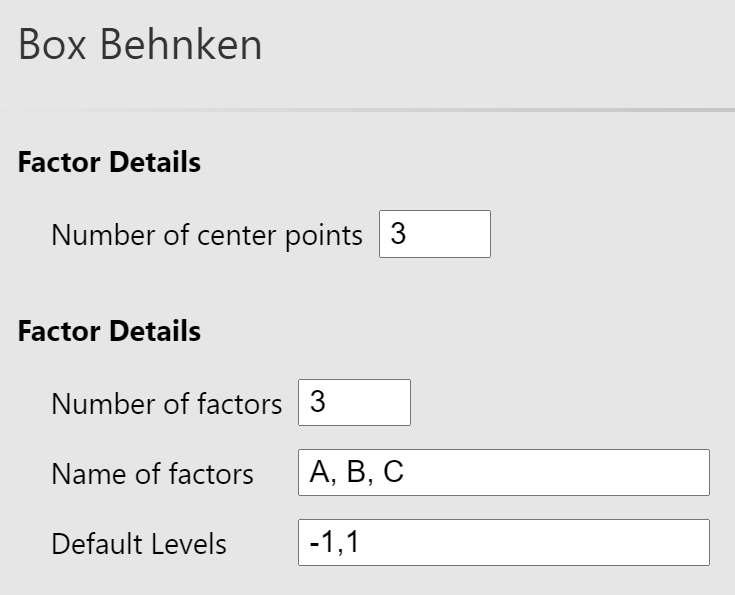 Box Behnken
Factor Details
Number of center points 3
Factor Details
Number of factors 3
Name of factors A, B, C
Default Levels -1,1